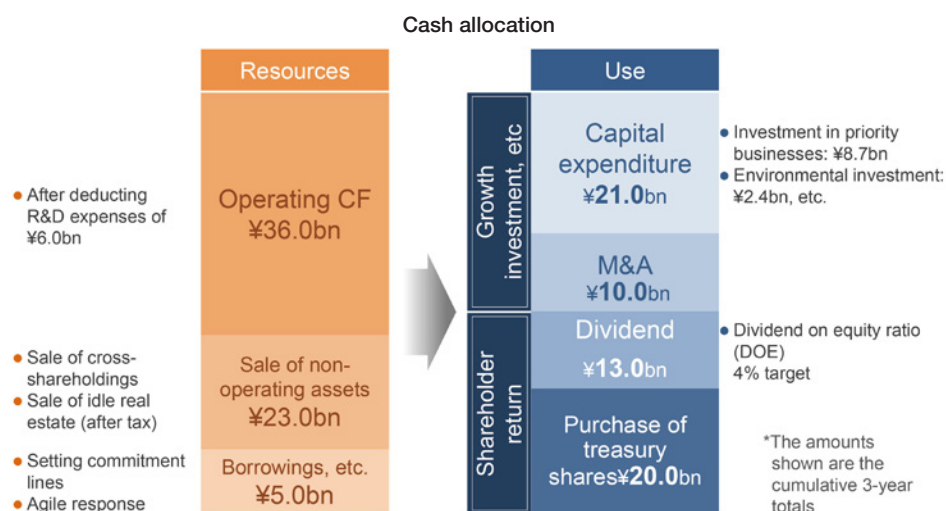 Cash allocation
Resources
After deducting
R&D expenses of
¥6.0bn
Operating CF
¥36.0bn
Sale of cross-
shareholdings
Sale of idle real
estate (after tax)
Sale of non-
operating assets
¥23.0bn
Setting commitment
lines
Agile response
Borrowings, etc.
¥5.0bn
Use
Growth
investment, etc
Capital
expenditure
¥21.0bn
Investment in priority
businesses: ¥8.7bn
Environmental investment:
¥2.4bn, etc.
M&A
¥10.0bn
Shareholder
return
Dividend
¥13.0bn
Dividend on equity ratio
(DOE)
4% target
Purchase of
treasury
shares¥20.0bn
*The amounts
shown are the
cumulative 3-year
totals